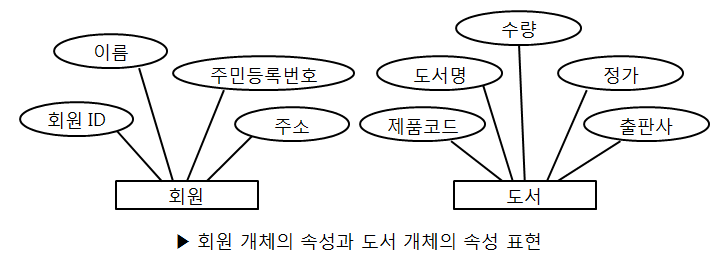 이름
주민등록번호
회원 ID
주소
회원
수량
도서명
정가
제품코드
출판사
도서
▶ 회원 개체의 속성과 도서 개체의 속성 표현